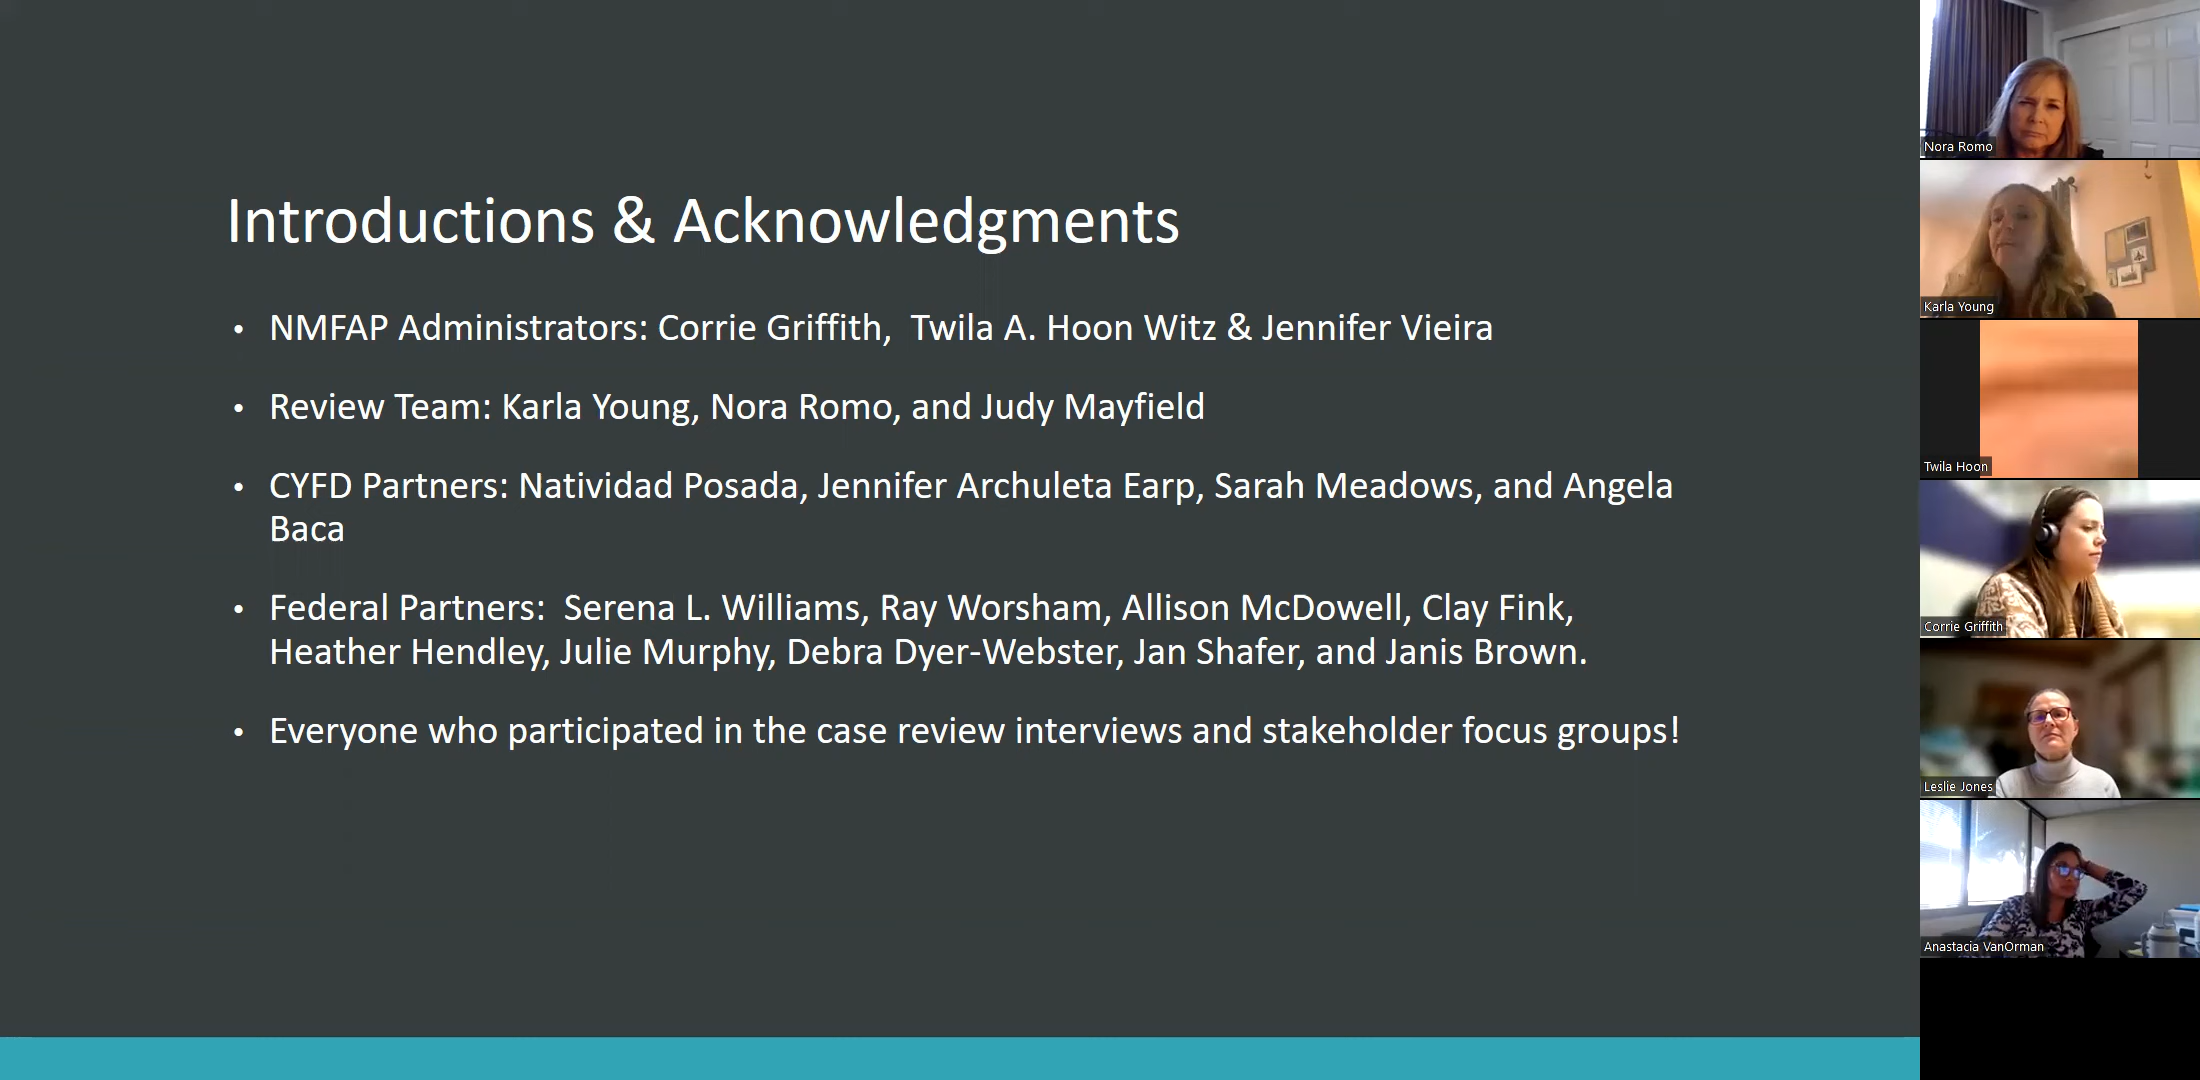 Introductions & Acknowledgments
• NMFAP Administrators: Corrie Griffith,  Twila A. Hoon Witz & Jennifer Vieira
• Review Team: Karla Young, Nora Romo, and Judy Mayfield
• CYFD Partners: Natividad Posada, Jennifer Archuleta Earp, Sarah Meadows, and Angela
Baca
• Federal Partners:  Serena L. Williams, Ray Worsham, Allison McDowell, Clay Fink,
Heather Hendley, Julie Murphy, Debra Dyer-Webster, Jan Shafer, and Janis Brown.
• Everyone who participated in the case review interviews and stakeholder focus groups!
Nora Romo
Karla Young
Twila Hoon
Corrie Griffith
Leslie Jones
Anastacia VanOrman